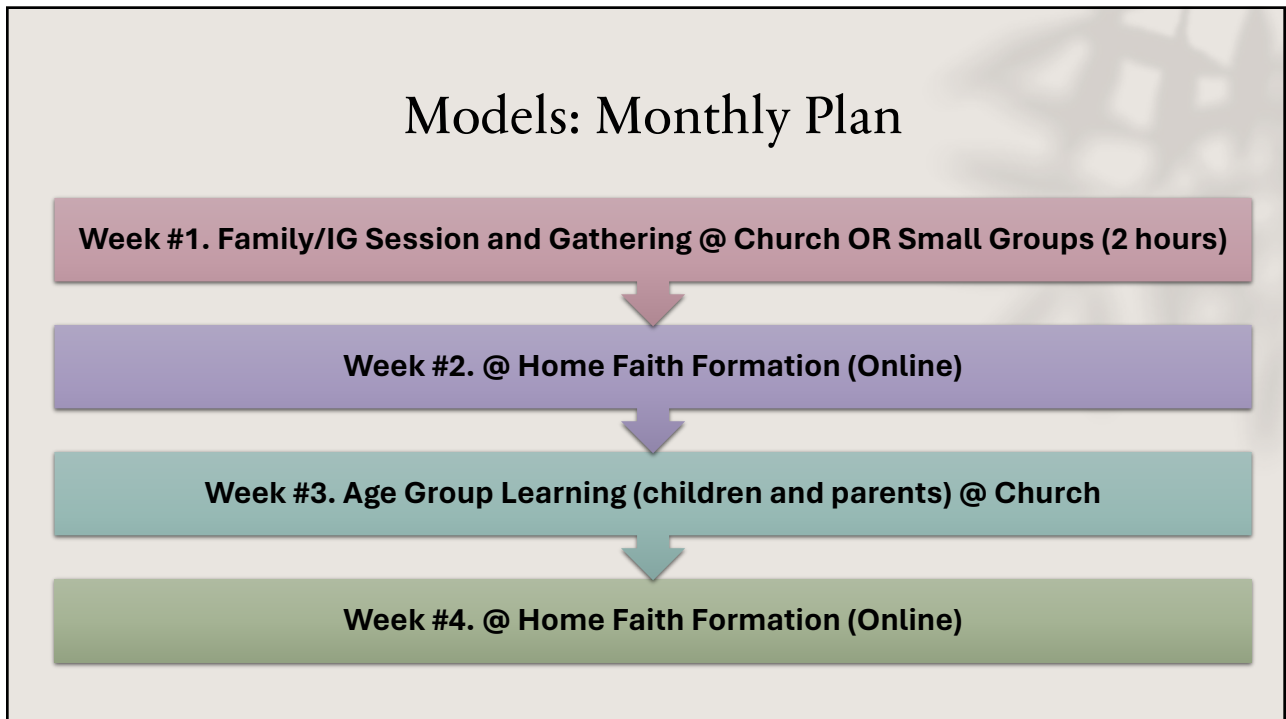 Models: Monthly Plan
Week #1. Family/IG Session and Gathering @ Church OR Small Groups (2 hours)
Week #2. @ Home Faith Formation (Online)
Week #3. Age Group Learning (children and parents) @ Church
Week #4. @ Home Faith Formation (Online)